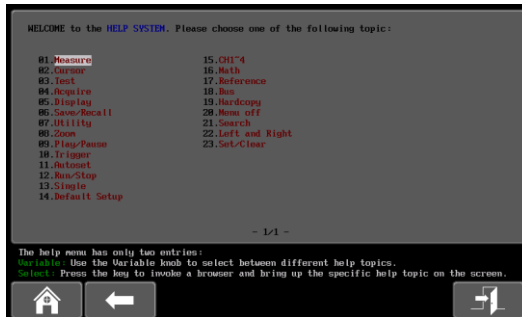 WELCOME to the HELP SYSTEM. Please choose one of the following topic:
01.Measure
02.Cursor
03.Test
04.Acquire
05.Display
06.Save/Recall
07.Utility
08.Zoom
09.Play/Pause
10.Trigger
11.Autoset
12.Run/Stop
13.Single
14.Default Setup
15.CH1~4
16.Math
17.Reference
18.Bus
19.Hardcopy
20.Menu off
21.Search
22.Left and Right
23.Set/Clear
- 1/1 -
The help menu has only two entries:
Variable: Use the Variable knob to select between different help topics.
Select: Press the key to invoke a browser and bring up the specific help topic on the screen.